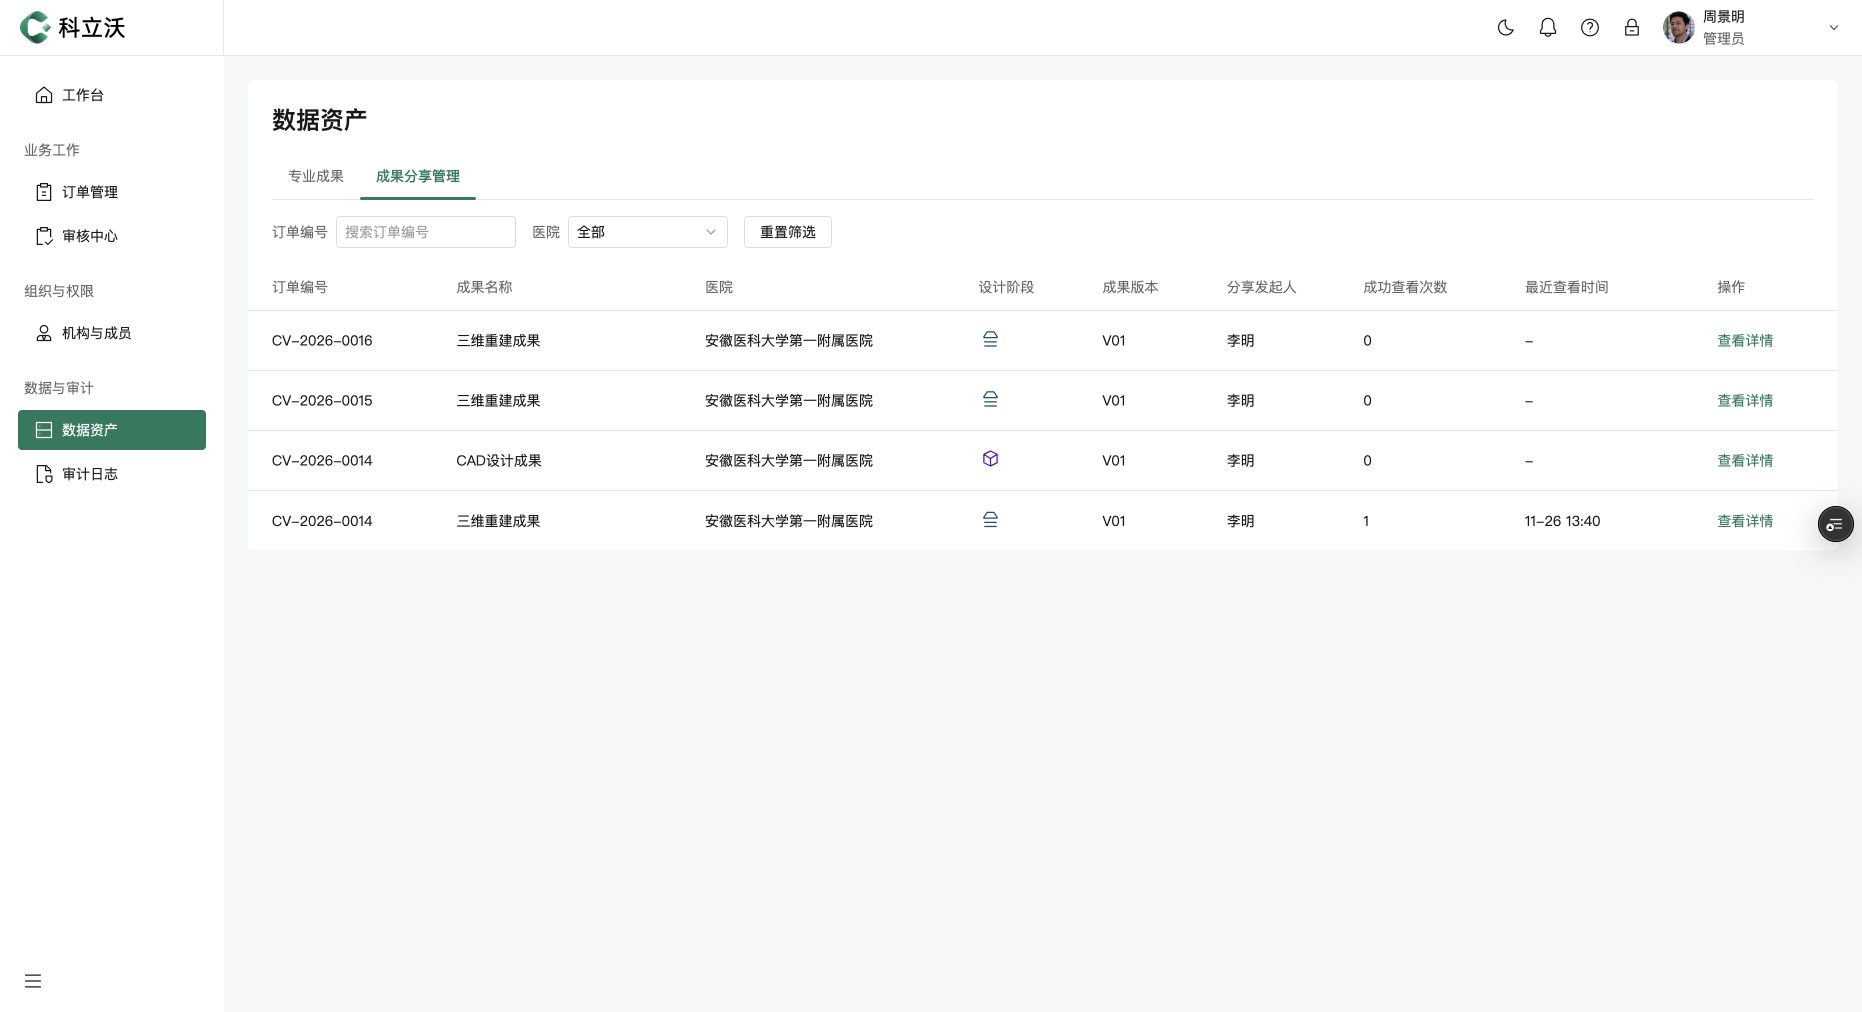 科立沃
周景明
管理员
工作台
业务工作
订单管理
审核中心
组织与权限
机构与成员
数据与审计
数据资产
审计日志
数据资产
专业成果 成果分享管理
订单编号 搜索订单编号 医院 全部 重置筛选
订单编号 成果名称 医院 设计阶段 成果版本 分享发起人 成功查看次数 最近查看时间 操作
CV-2026-0016 三维重建成果 安徽医科大学第一附属医院 V01 李明 0 – 查看详情
CV-2026-0015 三维重建成果 安徽医科大学第一附属医院 V01 李明 0 – 查看详情
CV-2026-0014 CAD设计成果 安徽医科大学第一附属医院 V01 李明 0 – 查看详情
CV-2026-0014 三维重建成果 安徽医科大学第一附属医院 V01 李明 1 11-26 13:40 查看详情